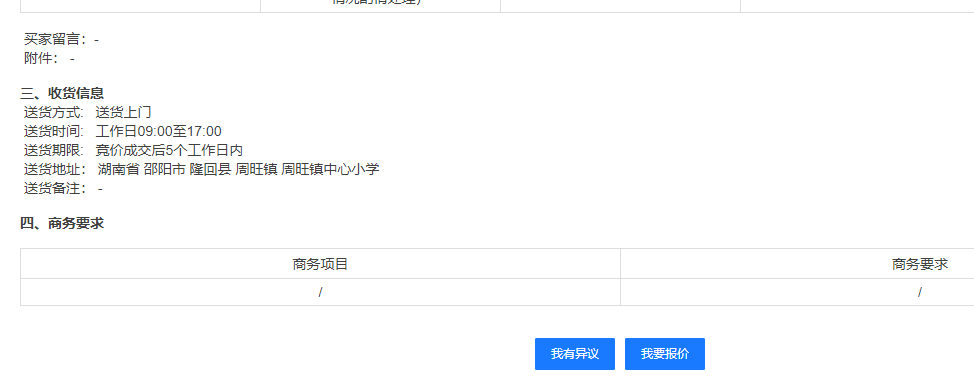 买家留言：-
附件： -
三、收货信息
送货方式: 送货上门
送货时间: 工作日09:00至17:00
送货期限: 竞价成交后5个工作日内
送货地址: 湖南省 邵阳市 隆回县 周旺镇 周旺镇中心小学
送货备注: -
四、商务要求
商务项目 商务要求
/ /
我有异议 我要报价